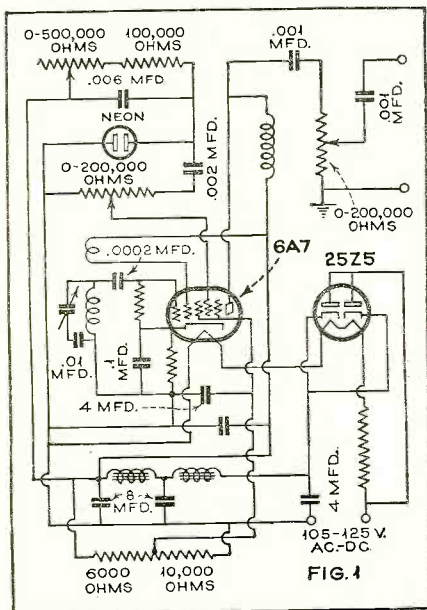 0-500,000
OHMS
100,000
OHMS
.006 MFD.
NEON
0-200,000
OHMS
.002 MFD.
.001
MFD.
.001
MFD.
0-200,000
OHMS
.0002 MFD.
6A7
25Z5
.01
MFD.
.1
MFD.
4 MFD.
8
MFD.
4 MFD.
105-125 V.
AC.-DC.
6000
OHMS
10,000
OHMS
FIG. 1